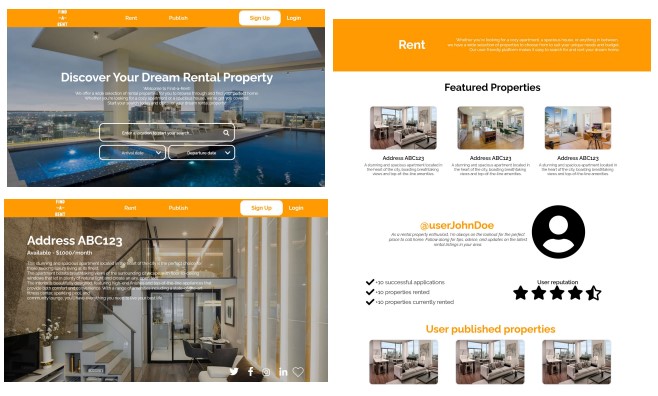 FIND
-A-
RENT
Rent
Publish
Sign Up
Login
Discover Your Dream Rental Property
Welcome to Find-a-Rent!
We offer a wide selection of rental properties for you to browse through and find your perfect home.
Whether you're looking for a cozy apartment or a spacious house, we've got you covered.
Start your search today and discover your dream rental property!
Enter a location to start your search...
Arrival date
Departure date
FIND
-A-
RENT
Rent
Publish
Sign Up
Login
Address ABC123
Available - $1000/month
Rent
Whether you're looking for a cozy apartment, a spacious house, or anything in between,
we have a wide selection of properties to choose from to suit your unique needs and budget.
Our user-friendly platform makes it easy to search for and rent your dream home.
Featured Properties
Address ABC123
Address ABC123
Address ABC123
A stunning and spacious apartment located in
the heart of the city, boasting breathtaking
views and top-of-the-line amenities.
A stunning and spacious apartment located in
the heart of the city, boasting breathtaking
views and top-of-the-line amenities.
A stunning and spacious apartment located in
the heart of the city, boasting breathtaking
views and top-of-the-line amenities.
@userJohnDoe
As a rental property enthusiast, I'm always on the lookout for the perfect
place to call home. Follow along for tips, advice, and updates on the latest
rental listings in your area.
+10 successful applications
+10 properties rented
+10 properties currently rented
User reputation
User published properties